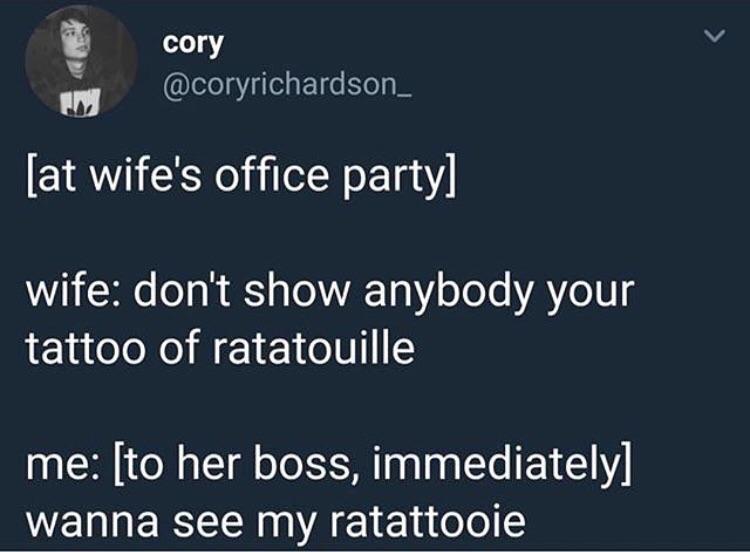 cory
@coryrichardson_
[at wife's office party]
wife: don't show anybody your
tattoo of ratatouille
me: [to her boss, immediately]
wanna see my ratattooie